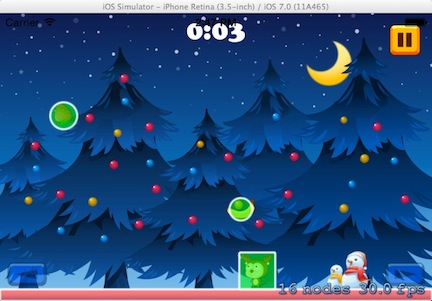 iOS Simulator - iPhone Retina (3.5-inch) / iOS 7.0 (11A465)
Carrier
0:03
16 nodes 30.0 fps